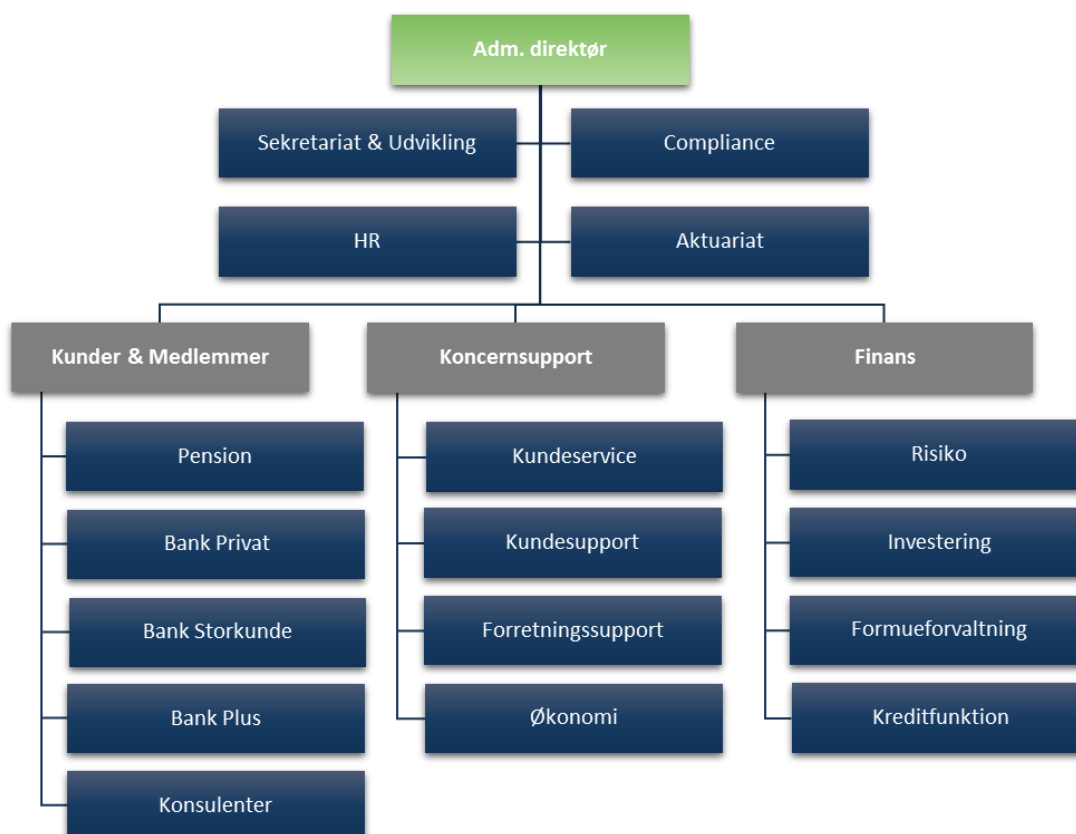 Adm. direktør
Sekretariat & Udvikling
Compliance
HR
Aktuariat
Kunder & Medlemmer
Pension
Bank Privat
Bank Storkunde
Bank Plus
Konsulenter
Koncernsupport
Kundeservice
Kundesupport
Forretningssupport
Økonomi
Finans
Risiko
Investering
Formueforvaltning
Kreditfunktion